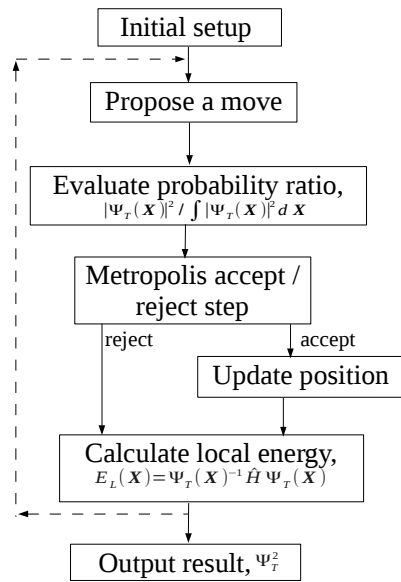 Initial setup
Propose a move
Evaluate probability ratio,
|Ψ_T(X)|² / ∫ |Ψ_T(X)|² d X
Metropolis accept /
reject step
reject
accept
Update position
Calculate local energy,
E_L(X)=Ψ_T(X)⁻¹ Ĥ Ψ_T(X)
Output result, Ψ_T²